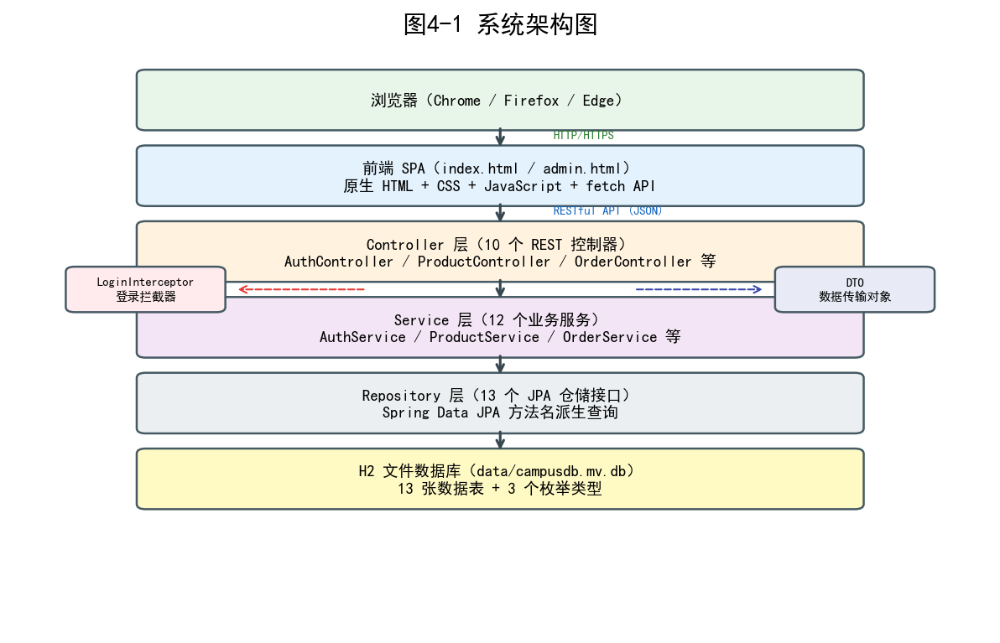 图4-1 系统架构图
浏览器（Chrome / Firefox / Edge）
HTTP/HTTPS
前端 SPA（index.html / admin.html）
原生 HTML + CSS + JavaScript + fetch API
RESTful API (JSON)
Controller 层（10 个 REST 控制器）
AuthController / ProductController / OrderController 等
LoginInterceptor
登录拦截器
DTO
数据传输对象
Service 层（12 个业务服务）
AuthService / ProductService / OrderService 等
Repository 层（13 个 JPA 仓储接口）
Spring Data JPA 方法名派生查询
H2 文件数据库（data/campusdb.mv.db）
13 张数据表 + 3 个枚举类型